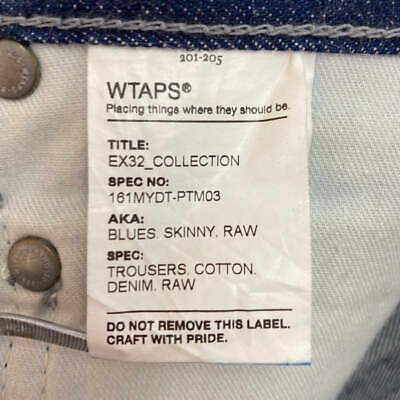 201-205
WTAPS®
Placing things where they should be.
TITLE:
EX32_COLLECTION
SPEC NO:
161MYDT-PTM03
AKA:
BLUES. SKINNY. RAW
SPEC:
TROUSERS. COTTON.
DENIM. RAW
DO NOT REMOVE THIS LABEL.
CRAFT WITH PRIDE.